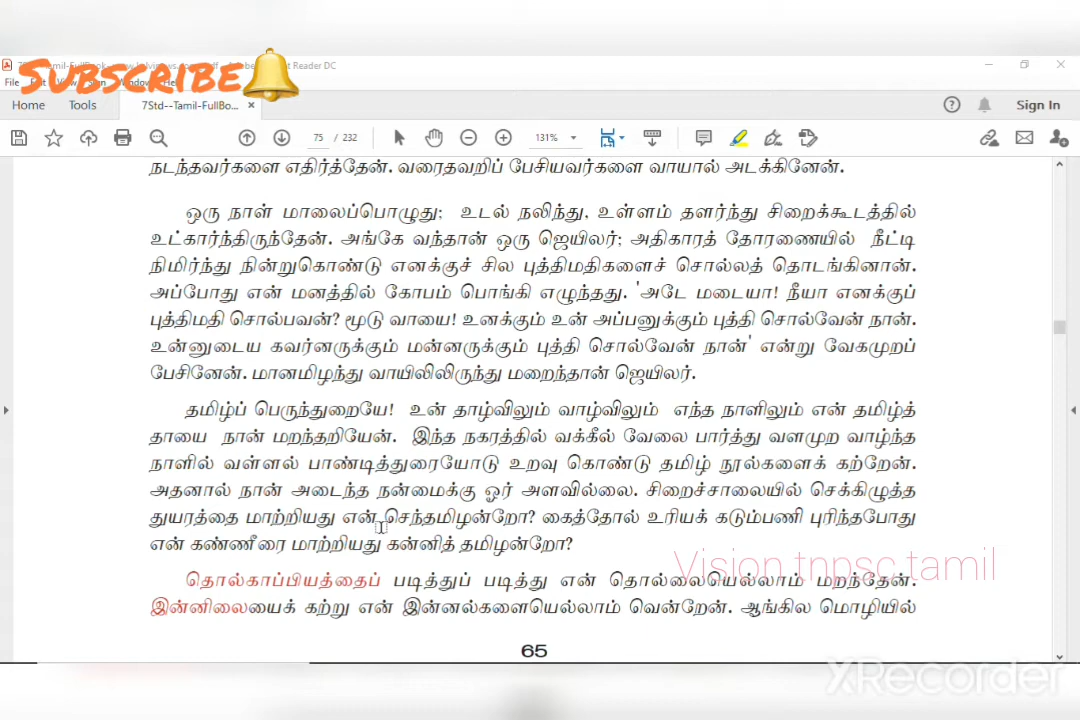 SUBSCRIBE
Reader DC
Home Tools 7Std--Tamil-FullBo... × Sign In
75 / 232 131%
நடந்தவர்களை எதிர்த்தேன். வரைதவறிப் பேசியவர்களை வாயால் அடக்கினேன்.
ஒரு நாள் மாலைப்பொழுது; உடல் நலிந்து, உள்ளம் தளர்ந்து சிறைக்கூடத்தில்
உட்கார்ந்திருந்தேன். அங்கே வந்தான் ஒரு ஜெயிலர்; அதிகாரத் தோரணையில் நீட்டி
நிமிர்ந்து நின்றுகொண்டு எனக்குச் சில புத்திமதிகளைச் சொல்லத் தொடங்கினான்.
அப்போது என் மனத்தில் கோபம் பொங்கி எழுந்தது. 'அடே மடையா! நீயா எனக்குப்
புத்திமதி சொல்பவன்? மூடு வாயை! உனக்கும் உன் அப்பனுக்கும் புத்தி சொல்வேன் நான்.
உன்னுடைய கவர்னருக்கும் மன்னருக்கும் புத்தி சொல்வேன் நான்' என்று வேகமுறப்
பேசினேன். மானமிழந்து வாயிலிலிருந்து மறைந்தான் ஜெயிலர்.
தமிழ்ப் பெருந்துறையே! உன் தாழ்விலும் வாழ்விலும் எந்த நாளிலும் என் தமிழ்த்
தாயை நான் மறந்தறியேன். இந்த நகரத்தில் வக்கீல் வேலை பார்த்து வளமுற வாழ்ந்த
நாளில் வள்ளல் பாண்டித்துரையோடு உறவு கொண்டு தமிழ் நூல்களைக் கற்றேன்.
அதனால் நான் அடைந்த நன்மைக்கு ஓர் அளவில்லை. சிறைச்சாலையில் செக்கிழுத்த
துயரத்தை மாற்றியது என் செந்தமிழன்றோ? கைத்தோல் உரியக் கடும்பணி புரிந்தபோது
என் கண்ணீரை மாற்றியது கன்னித் தமிழன்றோ?
Vision tnpsc tamil
தொல்காப்பியத்தைப் படித்துப் படித்து என் தொல்லையெல்லாம் மறந்தேன்.
இன்னிலையைக் கற்று என் இன்னல்களையெல்லாம் வென்றேன். ஆங்கில மொழியில்
65
XRecorder